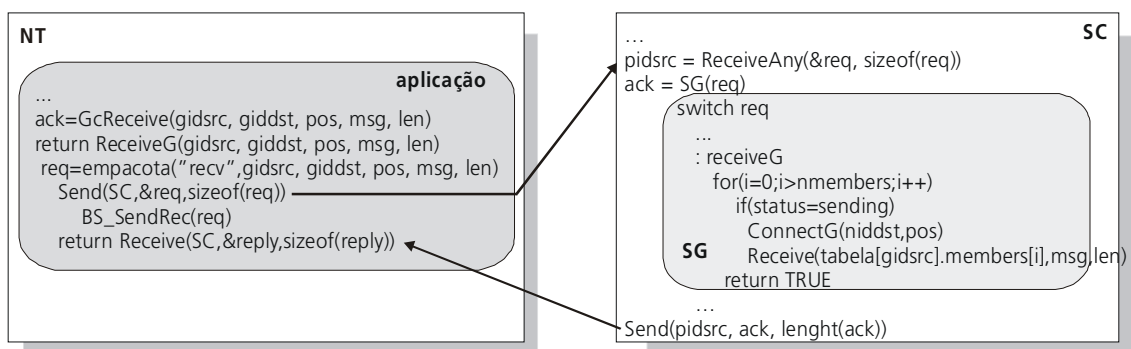 NT
aplicação
...
ack=GcReceive(gidsrc, giddst, pos, msg, len)
return ReceiveG(gidsrc, giddst, pos, msg, len)
req=empacota("recv",gidsrc, giddst, pos, msg, len)
Send(SC,&req,sizeof(req))
BS_SendRec(req)
return Receive(SC,&reply,sizeof(reply))
SC
...
pidsrc = ReceiveAny(&req, sizeof(req))
ack = SG(req)
switch req
...
: receiveG
for(i=0;i>nmembers;i++)
if(status=sending)
ConnectG(niddst,pos)
SG Receive(tabela[gidsrc].members[i],msg,len)
return TRUE
...
Send(pidsrc, ack, lenght(ack))